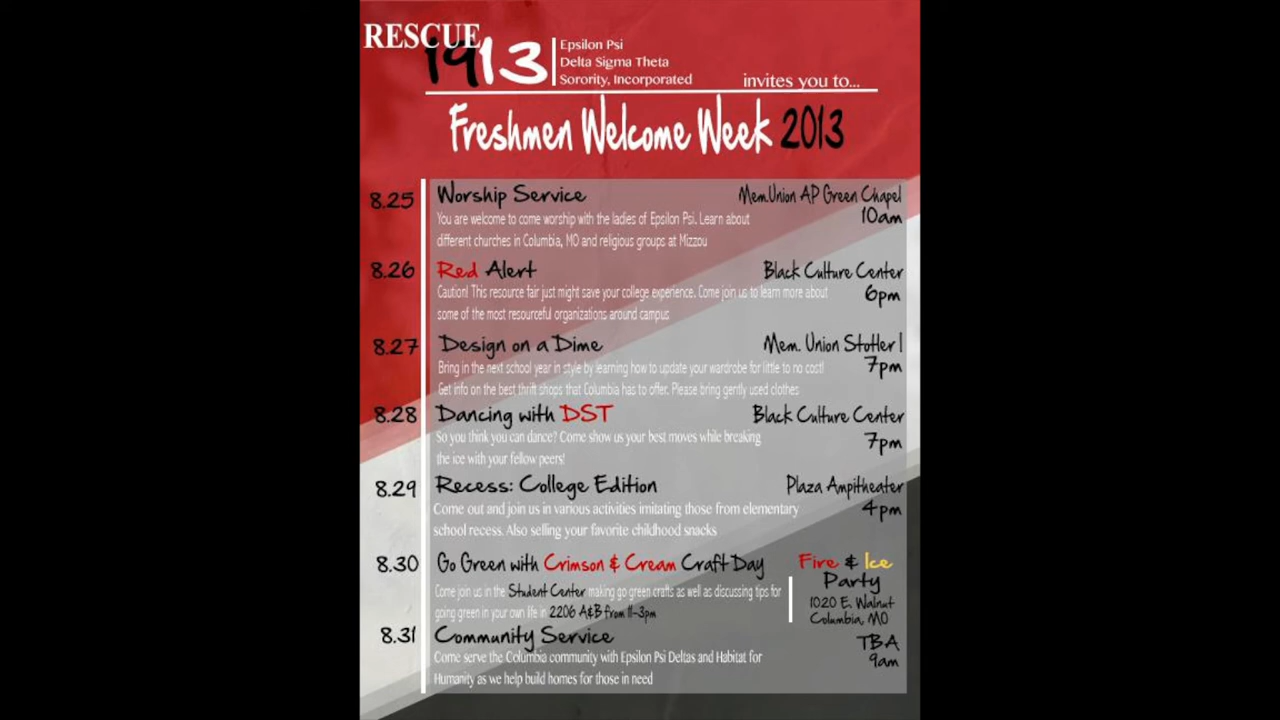 RESCUE
1913
Epsilon Psi
Delta Sigma Theta
Sorority, Incorporated
invites you to...
Freshmen Welcome Week 2013
8.25 Worship Service Mem.Union AP Green Chapel
10am
You are welcome to come worship with the ladies of Epsilon Psi. Learn about
different churches in Columbia, MO and religious groups at Mizzou
8.26 Red Alert Black Culture Center
6pm
Caution! This resource fair just might save your college experience. Come join us to learn more about
some of the most resourceful organizations around campus
8.27 Design on a Dime Mem. Union Stotler I
7pm
Bring in the next school year in style by learning how to update your wardrobe for little to no cost!
Get info on the best thrift shops that Columbia has to offer. Please bring gently used clothes
8.28 Dancing with DST Black Culture Center
7pm
So you think you can dance? Come show us your best moves while breaking
the ice with your fellow peers!
8.29 Recess: College Edition Plaza Ampitheater
4pm
Come out and join us in various activities imitating those from elementary
school recess. Also selling your favorite childhood snacks
8.30 Go Green with Crimson & Cream Craft Day
Come join us in the Student Center making go green crafts as well as discussing tips for
going green in your own life in 2206 A&B from 11-3pm
Fire & Ice
Party
1020 E. Walnut
Columbia, MO
8.31 Community Service TBA
9am
Come serve the Columbia community with Epsilon Psi Deltas and Habitat for
Humanity as we help build homes for those in need